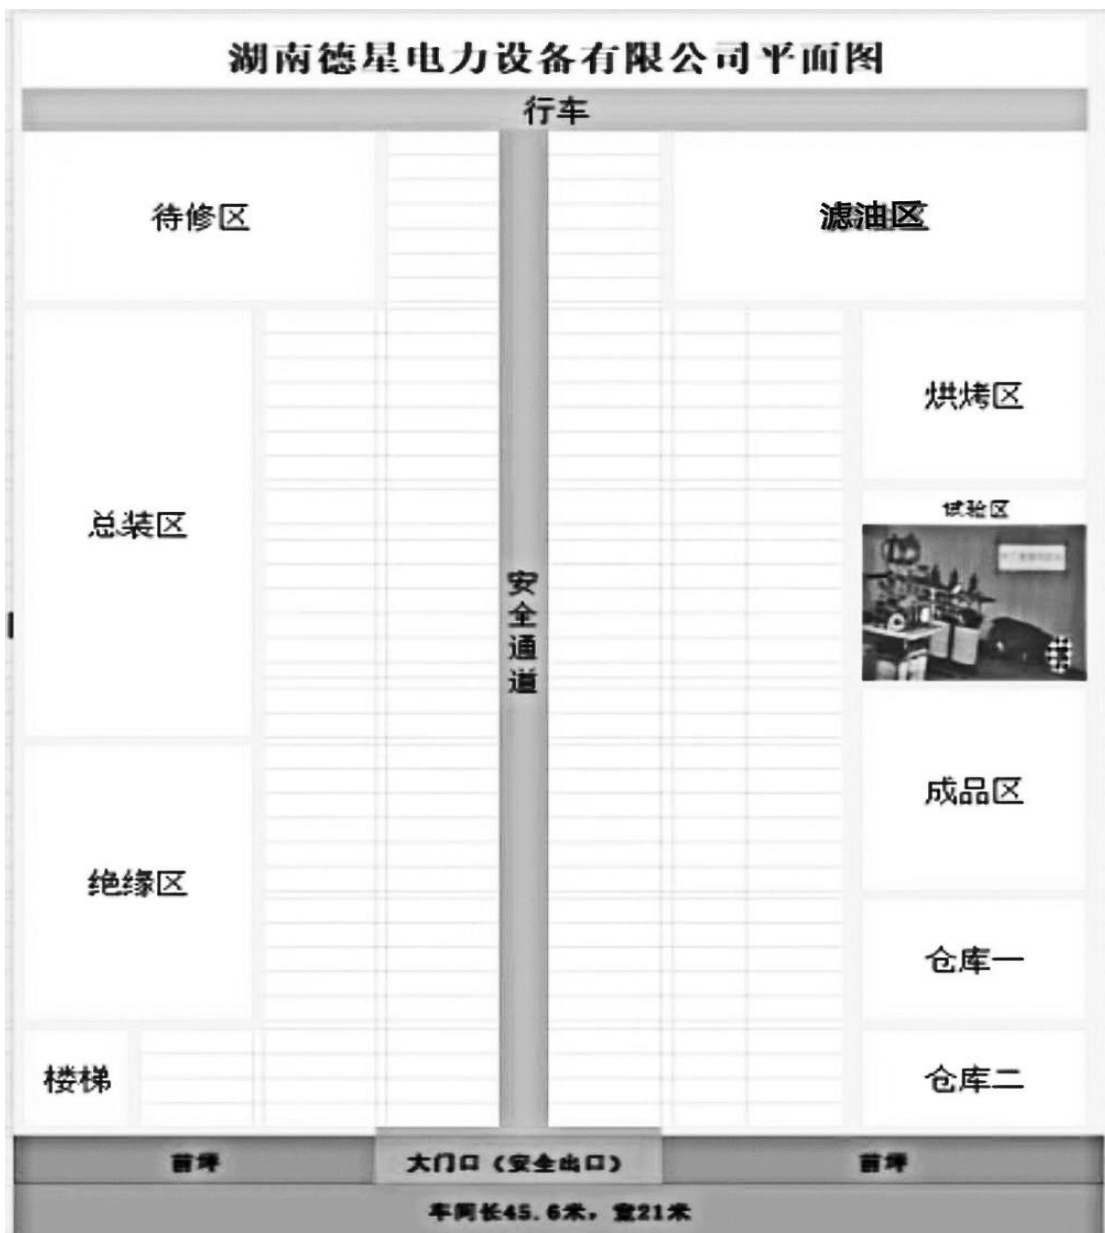 湖南德星电力设备有限公司平面图
行车
待修区
滤油区
烘烤区
试验区
总装区
安全通道
成品区
绝缘区
仓库一
楼梯
仓库二
前坪
大门口（安全出口）
前坪
车间长45.6米，宽21米